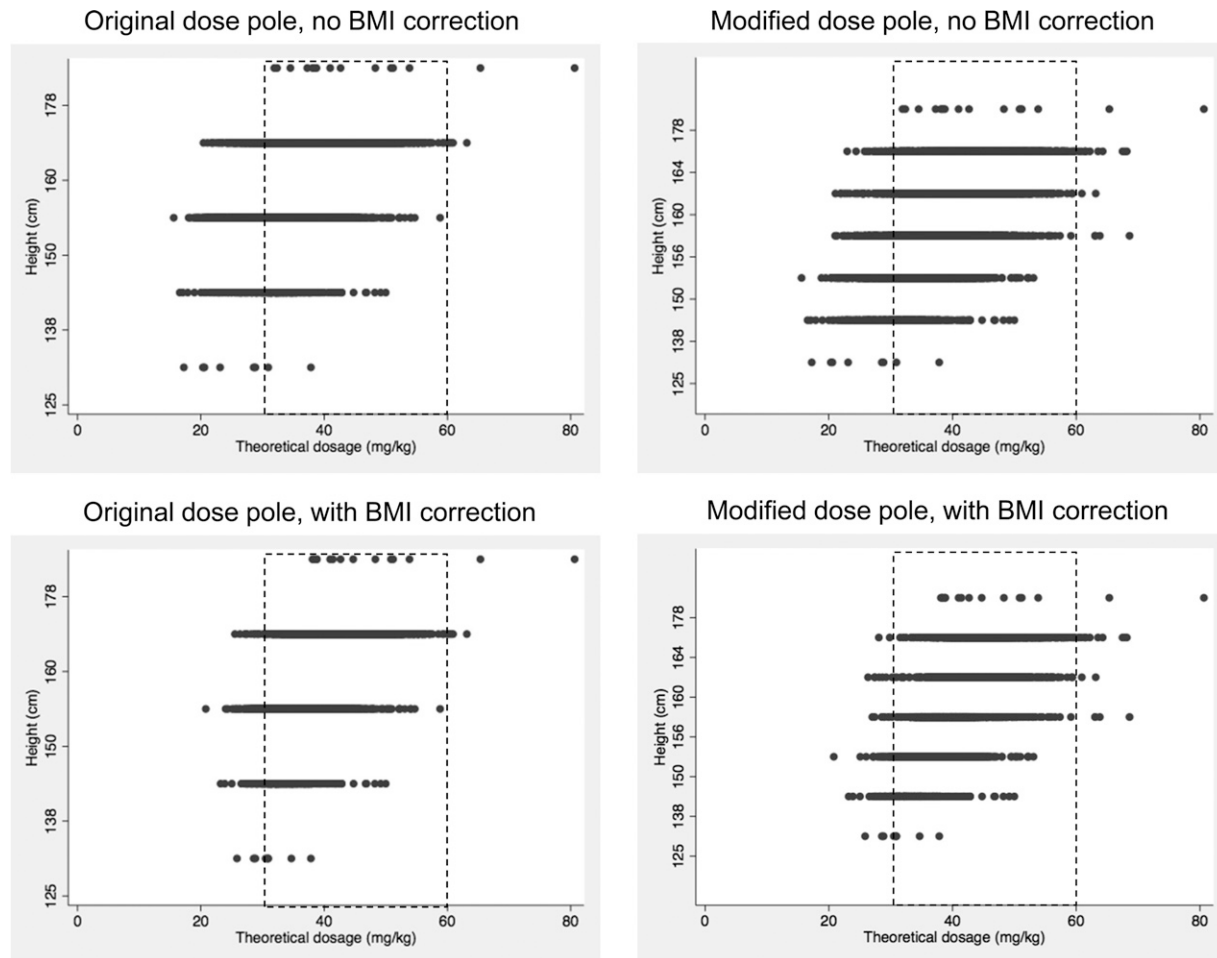 Original dose pole, no BMI correction
Height (cm)
178
160
150
138
125
0 20 40 60 80
Theoretical dosage (mg/kg)
Modified dose pole, no BMI correction
Height (cm)
178
164
160
156
150
138
125
0 20 40 60 80
Theoretical dosage (mg/kg)
Original dose pole, with BMI correction
Height (cm)
178
160
150
138
125
0 20 40 60 80
Theoretical dosage (mg/kg)
Modified dose pole, with BMI correction
Height (cm)
178
164
160
156
150
138
125
0 20 40 60 80
Theoretical dosage (mg/kg)